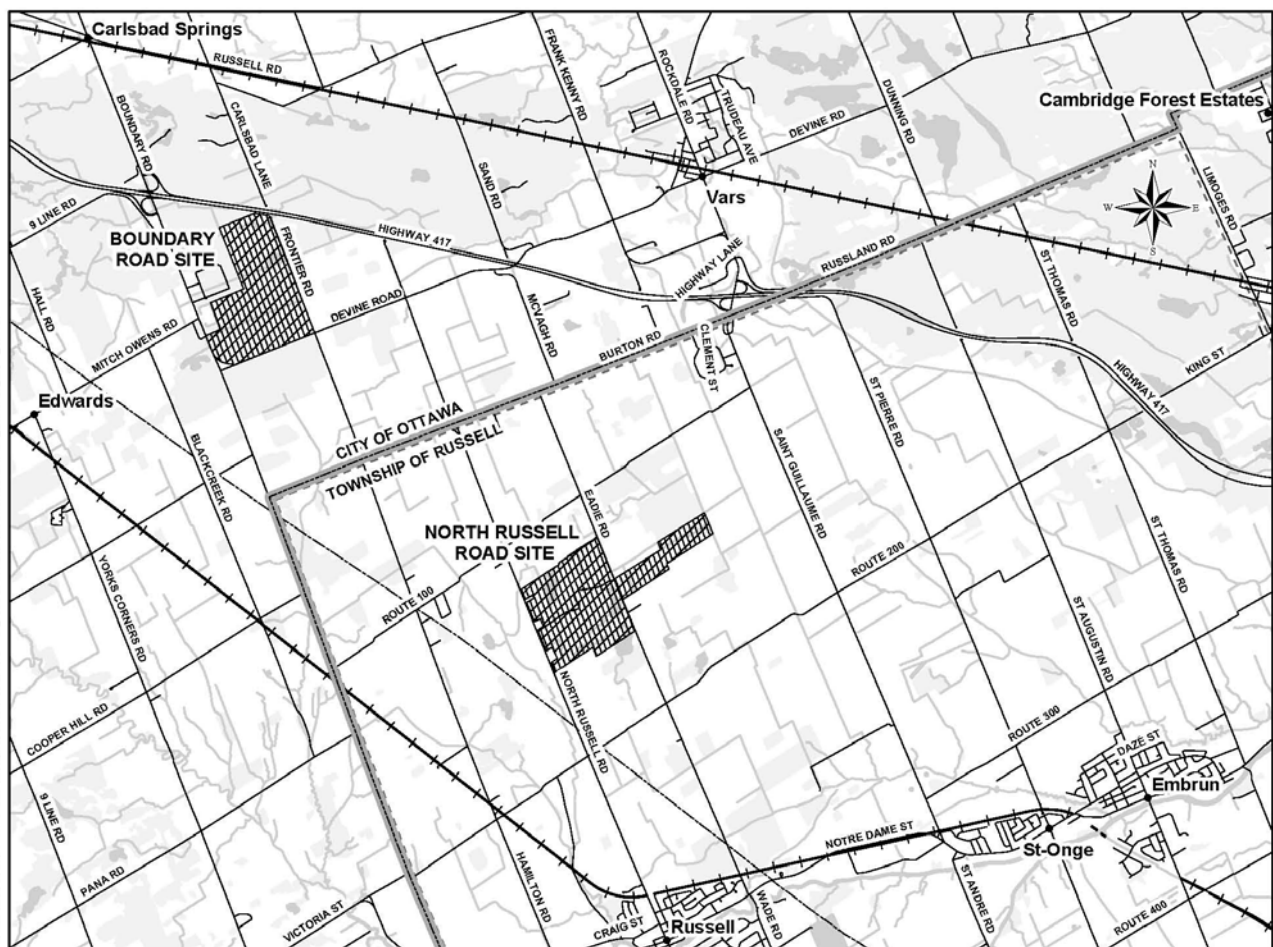 Carlsbad Springs
RUSSELL RD
BOUNDARY RD
CARLSBAD LANE
FRANK KENNY RD
ROCKDALE RD
TRUDEAU AVE
DEVINE RD
DUNNING RD
Cambridge Forest Estates
SAND RD
Vars
LIMOGES RD
N
W
E
S
9 LINE RD
BOUNDARY
ROAD SITE
FRONTIER RD
HIGHWAY 417
HIGHWAY LANE
RUSSLAND RD
ST THOMAS RD
HALL RD
DEVINE ROAD
MCVAGH RD
MITCH OWENS RD
BURTON RD
CLEMENT ST
KING ST
HIGHWAY 417
Edwards
ST PIERRE RD
CITY OF OTTAWA
TOWNSHIP OF RUSSELL
BLACKCREEK RD
SAINT GUILLAUME RD
EADIE RD
NORTH RUSSELL
ROAD SITE
ROUTE 200
ST THOMAS RD
YORKS CORNERS RD
ROUTE 100
ST AUGUSTIN RD
COOPER HILL RD
NORTH RUSSELL RD
ROUTE 300
DAZÉ ST
Embrun
9 LINE RD
NOTRE DAME ST
St-Onge
PANA RD
HAMILTON RD
VICTORIA ST
CRAIG ST
Russell
WADE RD
ST ANDRE RD
ROUTE 400